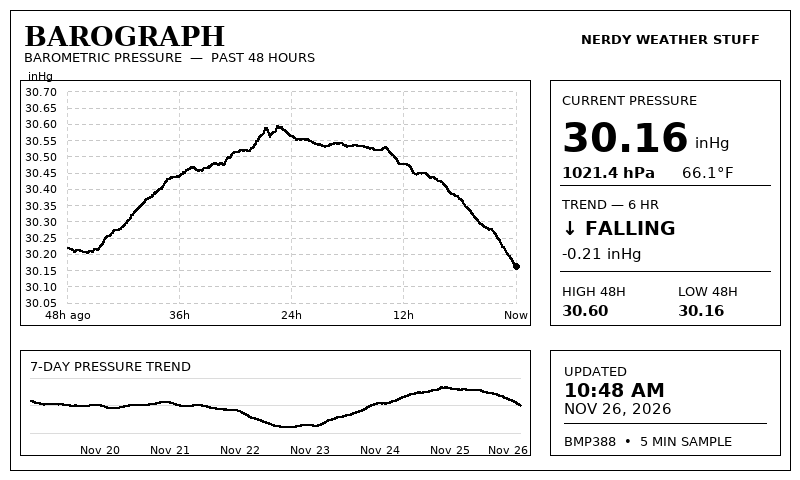 BAROGRAPH
BAROMETRIC PRESSURE — PAST 48 HOURS
NERDY WEATHER STUFF
inHg
30.70
30.65
30.60
30.55
30.50
30.45
30.40
30.35
30.30
30.25
30.20
30.15
30.10
30.05
48h ago 36h 24h 12h Now
CURRENT PRESSURE
30.16 inHg
1021.4 hPa 66.1°F
TREND — 6 HR
↓ FALLING
-0.21 inHg
HIGH 48H LOW 48H
30.60 30.16
7-DAY PRESSURE TREND
Nov 20 Nov 21 Nov 22 Nov 23 Nov 24 Nov 25 Nov 26
UPDATED
10:48 AM
NOV 26, 2026
BMP388 • 5 MIN SAMPLE